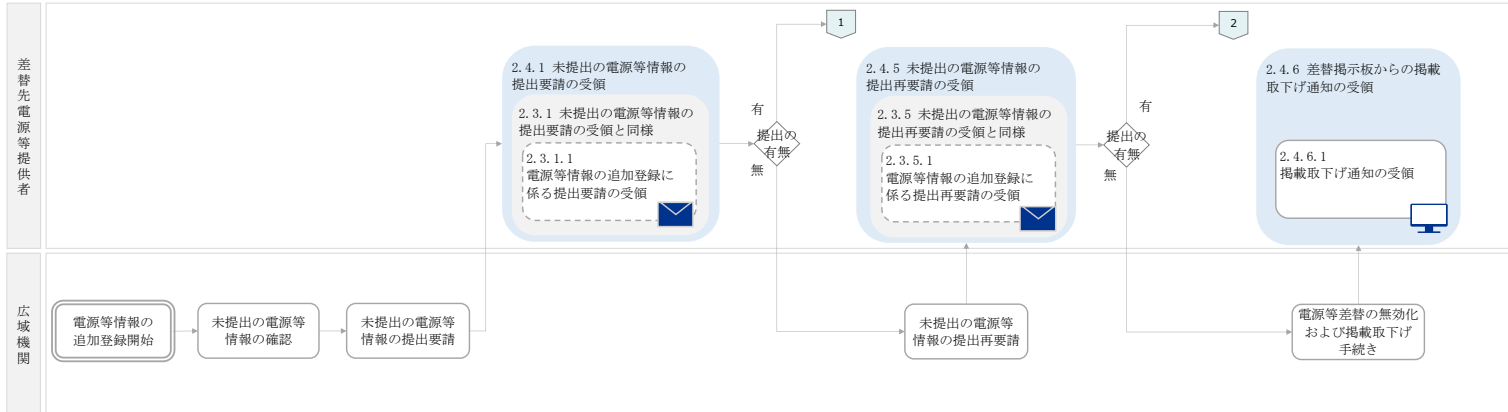 差替先電源等提供者
1
2
2.4.1 未提出の電源等情報の
提出要請の受領
2.3.1 未提出の電源等情報の
提出要請の受領と同様
2.3.1.1
電源等情報の追加登録に
係る提出要請の受領
有
提出の
有無
無
2.4.5 未提出の電源等情報の
提出再要請の受領
2.3.5 未提出の電源等情報の
提出再要請の受領と同様
2.3.5.1
電源等情報の追加登録に
係る提出再要請の受領
有
提出の
有無
無
2.4.6 差替掲示板からの掲載
取下げ通知の受領
2.4.6.1
掲載取下げ通知の受領
広域機関
電源等情報の
追加登録開始
未提出の電源等
情報の確認
未提出の電源等
情報の提出要請
未提出の電源等
情報の提出再要請
電源等差替の無効化
および掲載取下げ
手続き